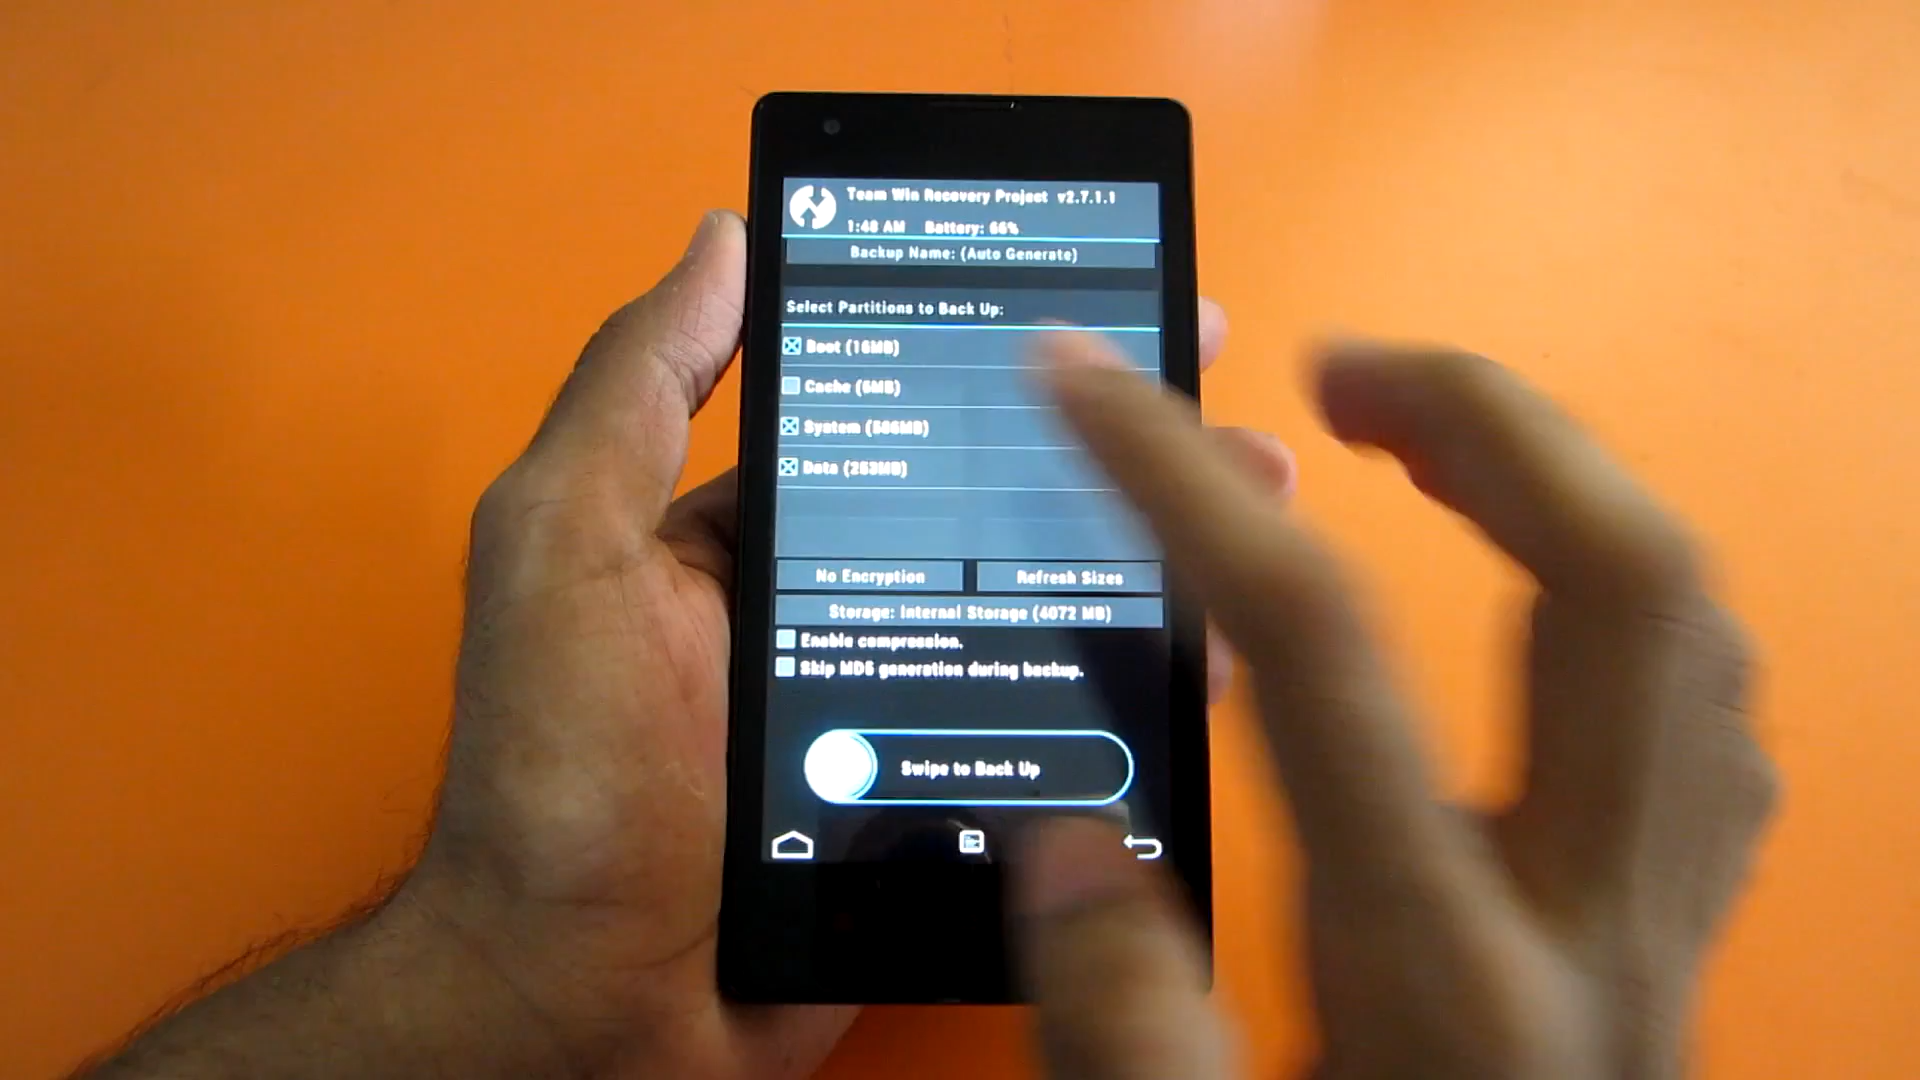 Team Win Recovery Project v2.7.1.1
1:48 AM Battery: 66%
Backup Name: (Auto Generate)
Select Partitions to Back Up:
Boot (16MB)
Cache (6MB)
System (586MB)
Data (253MB)
No Encryption Refresh Sizes
Storage: Internal Storage (4072 MB)
Enable compression.
Skip MD5 generation during backup.
Swipe to Back Up